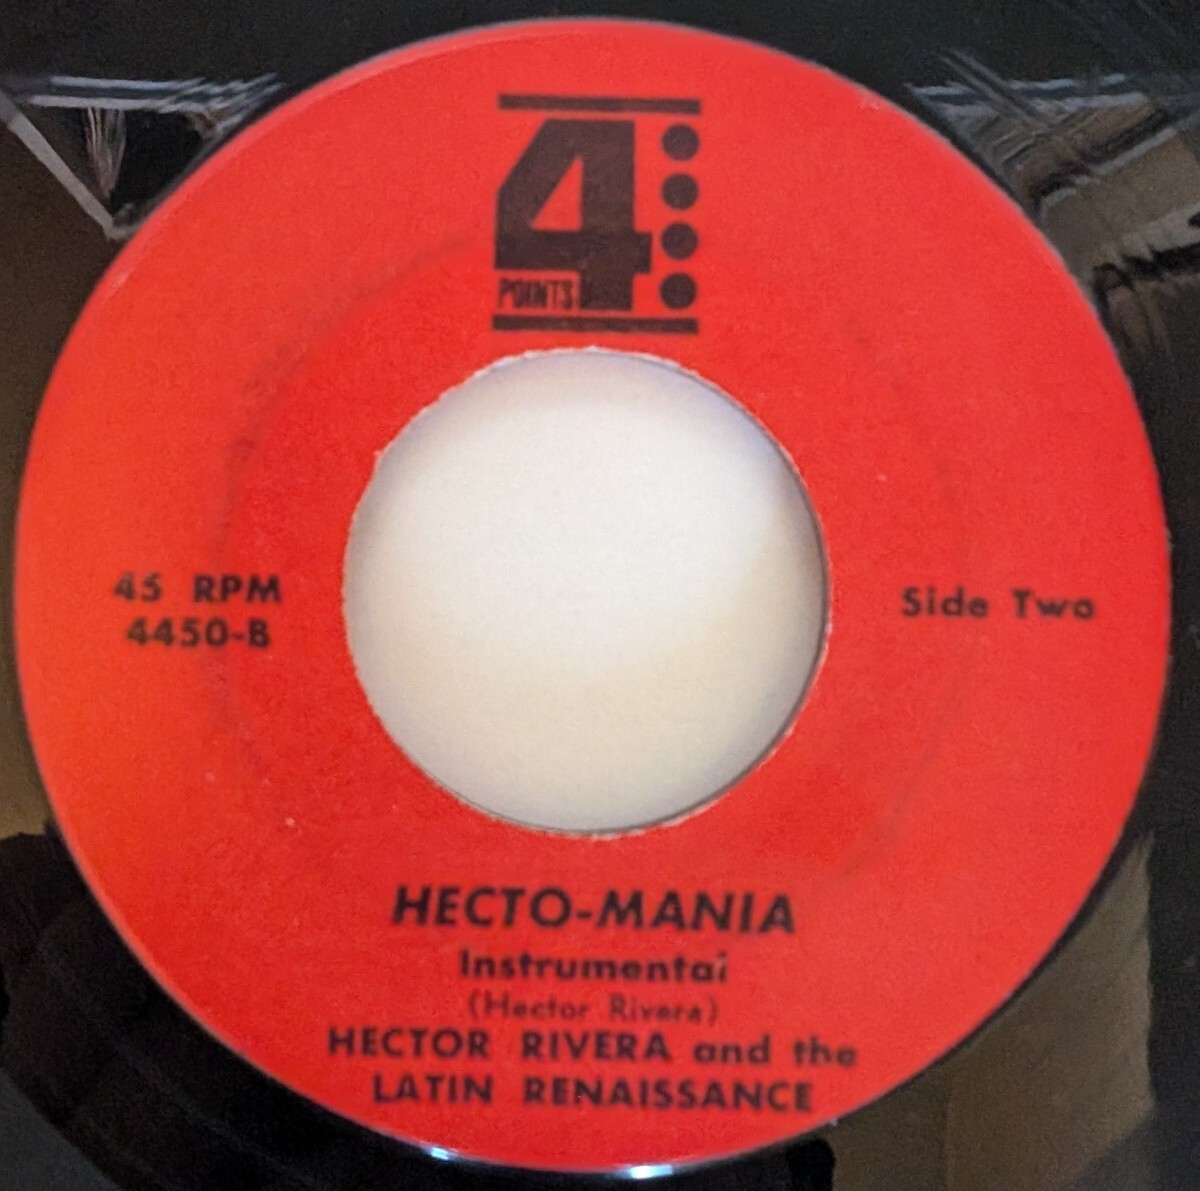 4
POINTS
45 RPM
4450-B
Side Two
HECTO-MANIA
Instrumental
(Hector Rivera)
HECTOR RIVERA and the
LATIN RENAISSANCE